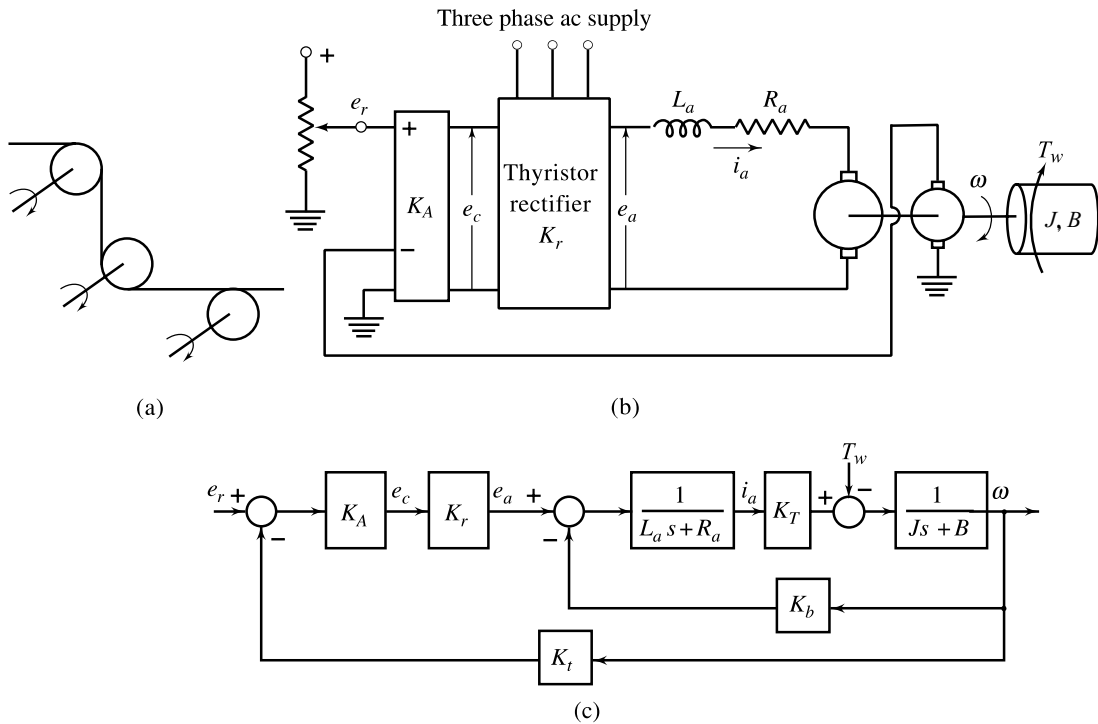 Three phase ac supply
+
e_r
+
K_A
−
e_c
Thyristor
rectifier
K_r
e_a
L_a
R_a
i_a
ω
T_w
J, B
(a)
(b)
e_r
+
−
K_A
e_c
K_r
e_a
+
−
1
L_a s + R_a
i_a
K_T
+
T_w
−
1
Js + B
ω
K_b
K_t
(c)